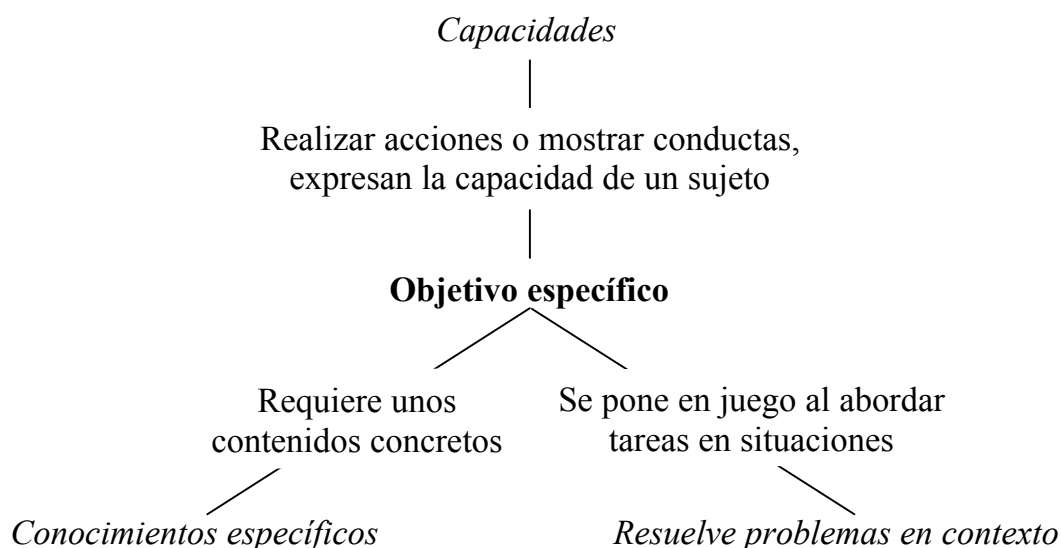 Capacidades
Realizar acciones o mostrar conductas,
expresan la capacidad de un sujeto
Objetivo específico
Requiere unos
contenidos concretos
Se pone en juego al abordar
tareas en situaciones
Conocimientos específicos
Resuelve problemas en contexto